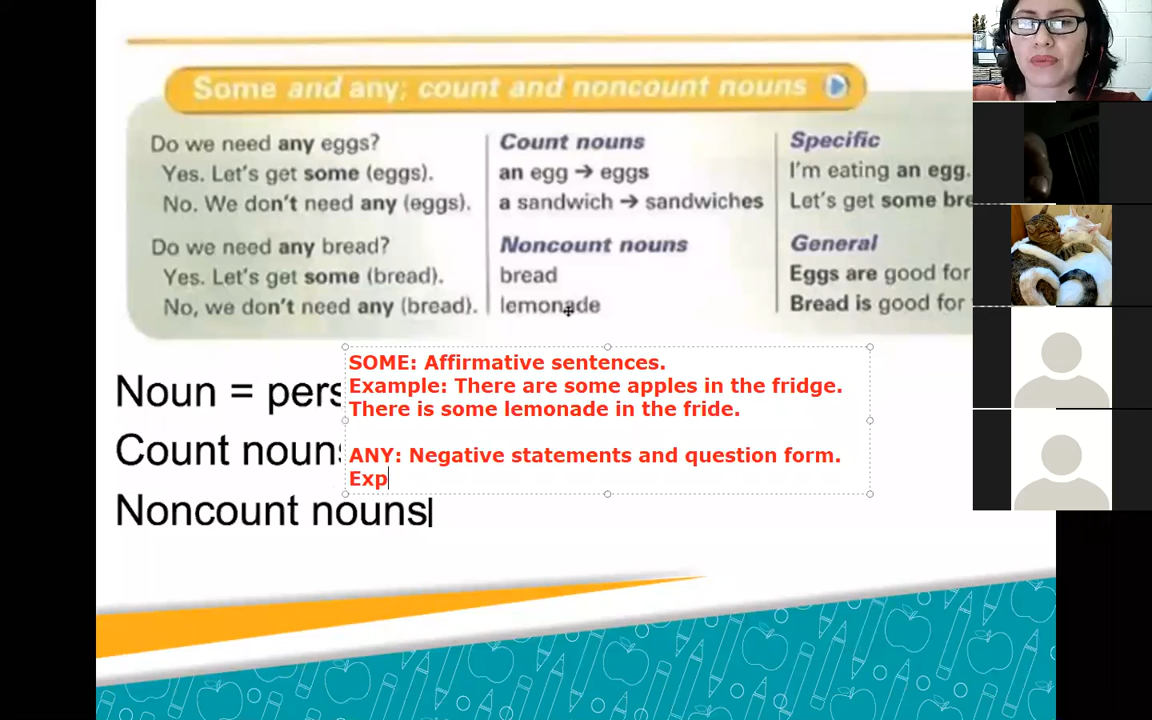 Some and any; count and noncount nouns
Do we need any eggs?
Yes. Let's get some (eggs).
No. We don't need any (eggs).
Do we need any bread?
Yes. Let's get some (bread).
No, we don't need any (bread).
Count nouns
an egg → eggs
a sandwich → sandwiches
Noncount nouns
bread
lemonade
Specific
I'm eating an egg.
Let's get some
General
Eggs are good for
Bread is good for
SOME: Affirmative sentences.
Example: There are some apples in the fridge.
There is some lemonade in the fride.
ANY: Negative statements and question form.
Exp
Noun =
Count
Noncount nouns